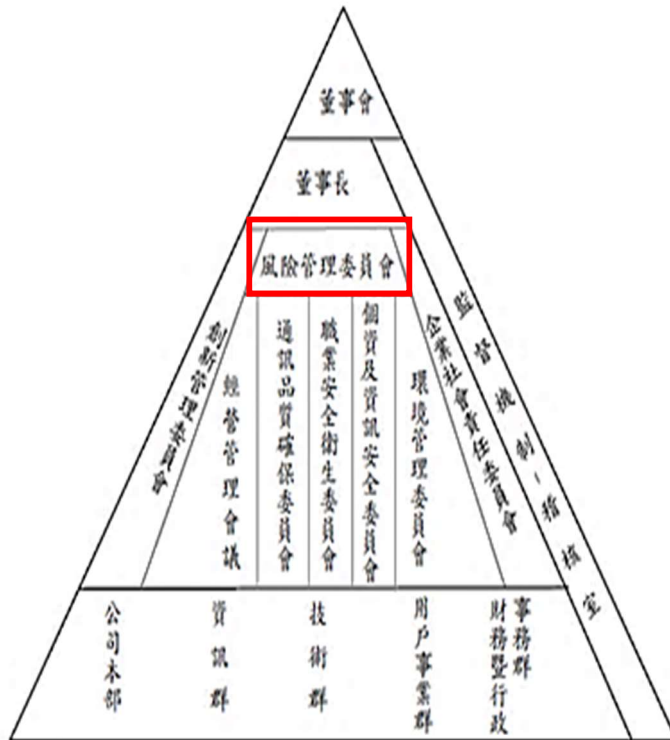 董事會
董事長
風險管理委員會
創新管理委員會
經營管理會議
通訊品質確保委員會
職業安全衛生委員會
個資及資訊安全委員會
環境管理委員會
企業社會責任委員會
監督機制-稽核室
公司本部
資訊群
技術群
用戶事業群
財務暨行政
事務群